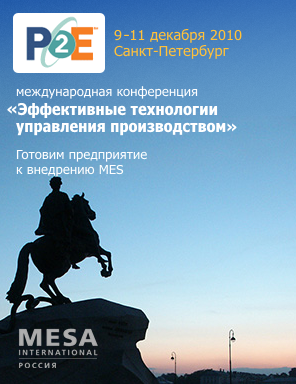 P2E
9-11 декабря 2010
Санкт-Петербург
международная конференция
«Эффективные технологии
управления производством»
Готовим предприятие
к внедрению MES
MESA
INTERNATIONAL
РОССИЯ